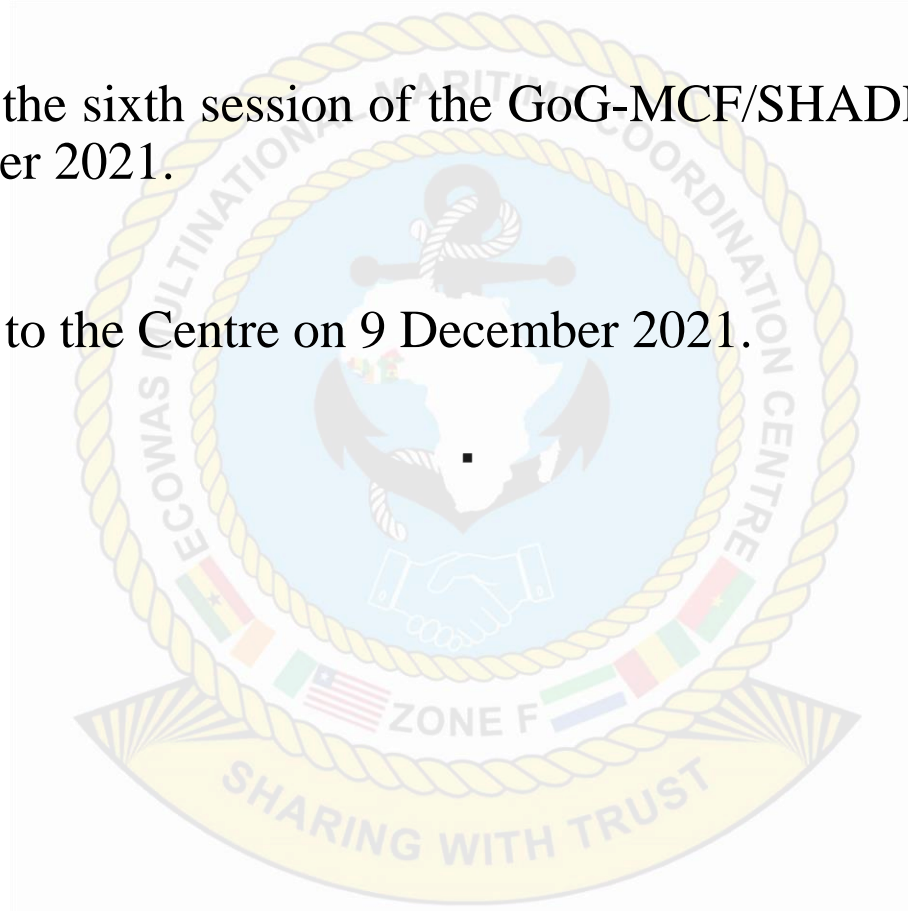 the sixth session of the GoG-MCF/SHADE
er 2021.
to the Centre on 9 December 2021.
ECOWAS MULTINATIONAL MARITIME COORDINATION CENTRE
ZONE F
SHARING WITH TRUST